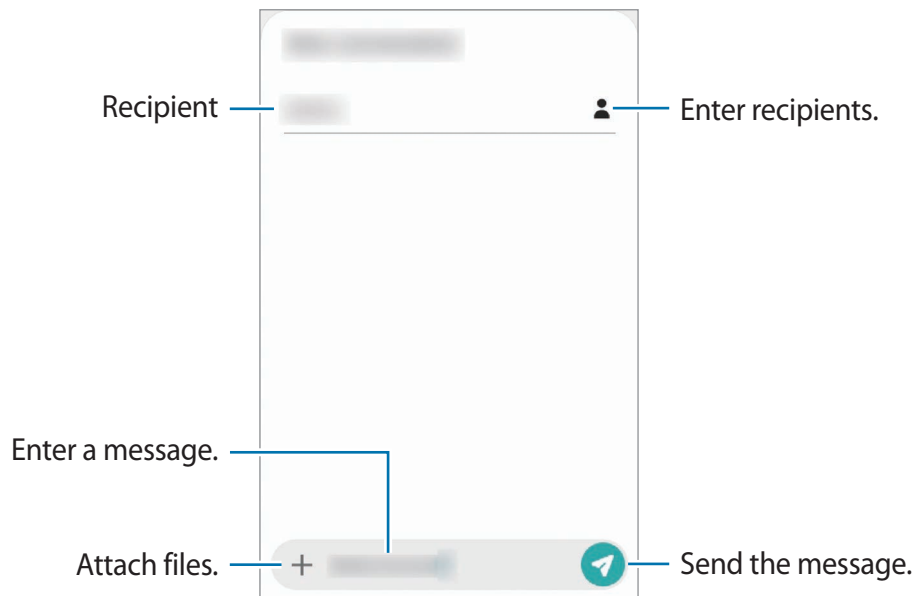 Recipient
Enter recipients.
Enter a message.
Attach files.
Send the message.